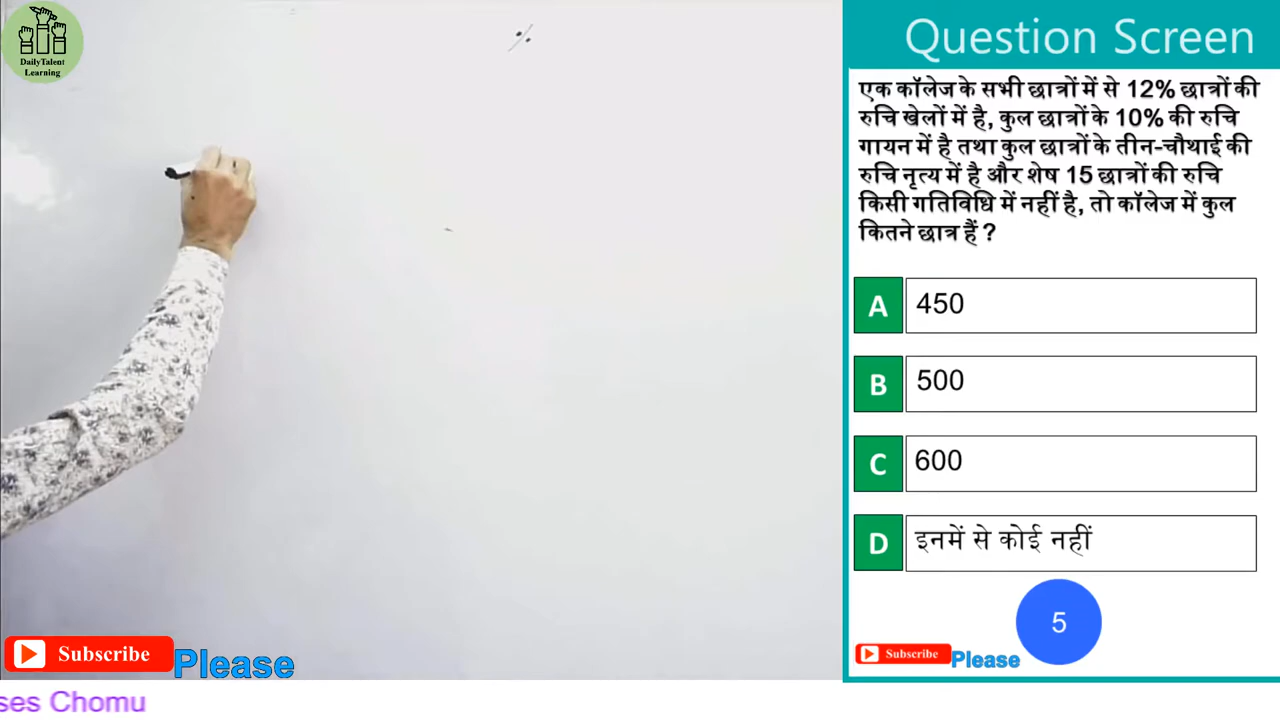 DailyTalent
Learning
Question Screen
एक कॉलेज के सभी छात्रों में से 12% छात्रों की
रुचि खेलों में है, कुल छात्रों के 10% की रुचि
गायन में है तथा कुल छात्रों के तीन-चौथाई की
रुचि नृत्य में है और शेष 15 छात्रों की रुचि
किसी गतिविधि में नहीं है, तो कॉलेज में कुल
कितने छात्र हैं ?
A 450
B 500
C 600
D इनमें से कोई नहीं
5
Subscribe Please
Subscribe Please
ses Chomu